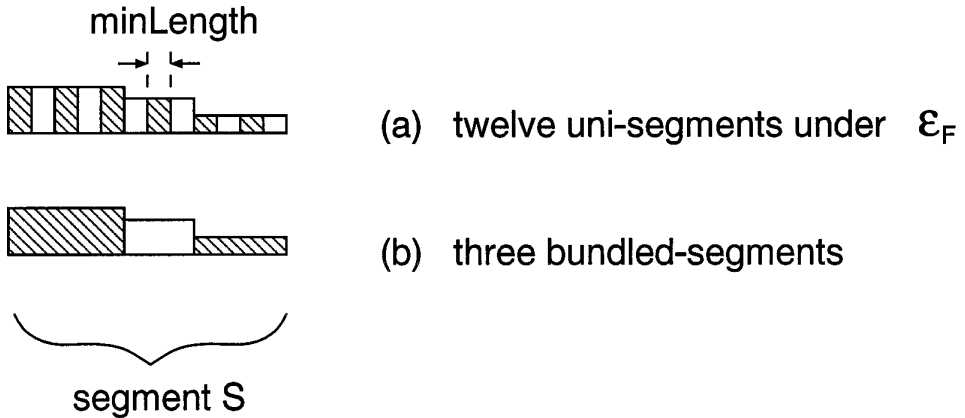 minLength
(a) twelve uni-segments under ε_F
(b) three bundled-segments
segment S